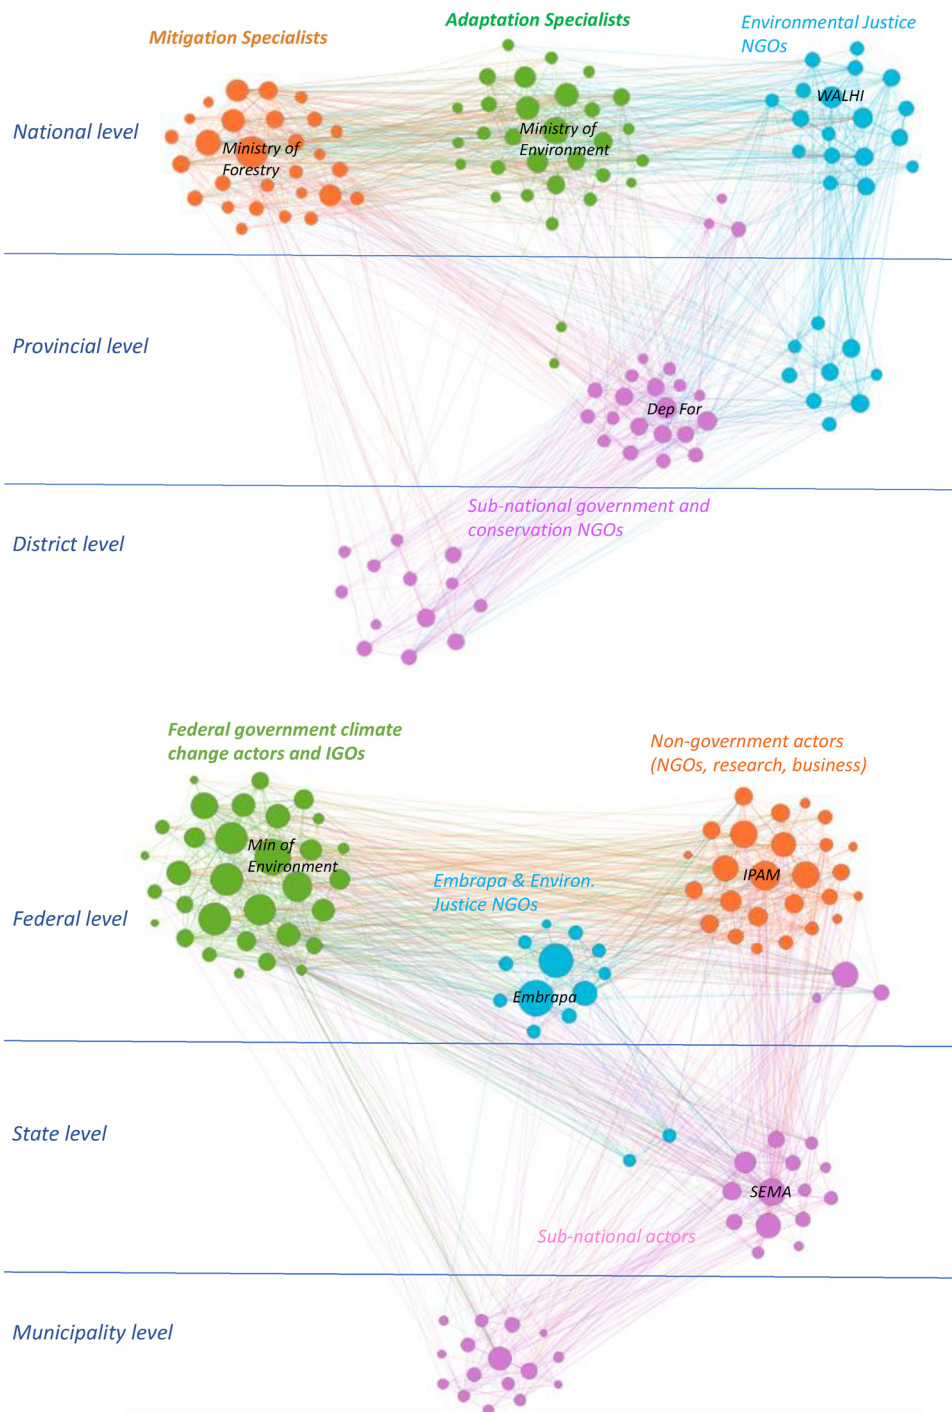 Adaptation Specialists
Environmental Justice
NGOs
Mitigation Specialists
WALHI
National level
Ministry of
Environment
Ministry of
Forestry
Provincial level
Dep For
Sub-national government and
conservation NGOs
District level
Federal government climate
change actors and IGOs
Non-government actors
(NGOs, research, business)
Min of
Environment
IPAM
Embrapa & Environ.
Justice NGOs
Federal level
Embrapa
State level
SEMA
Sub-national actors
Municipality level